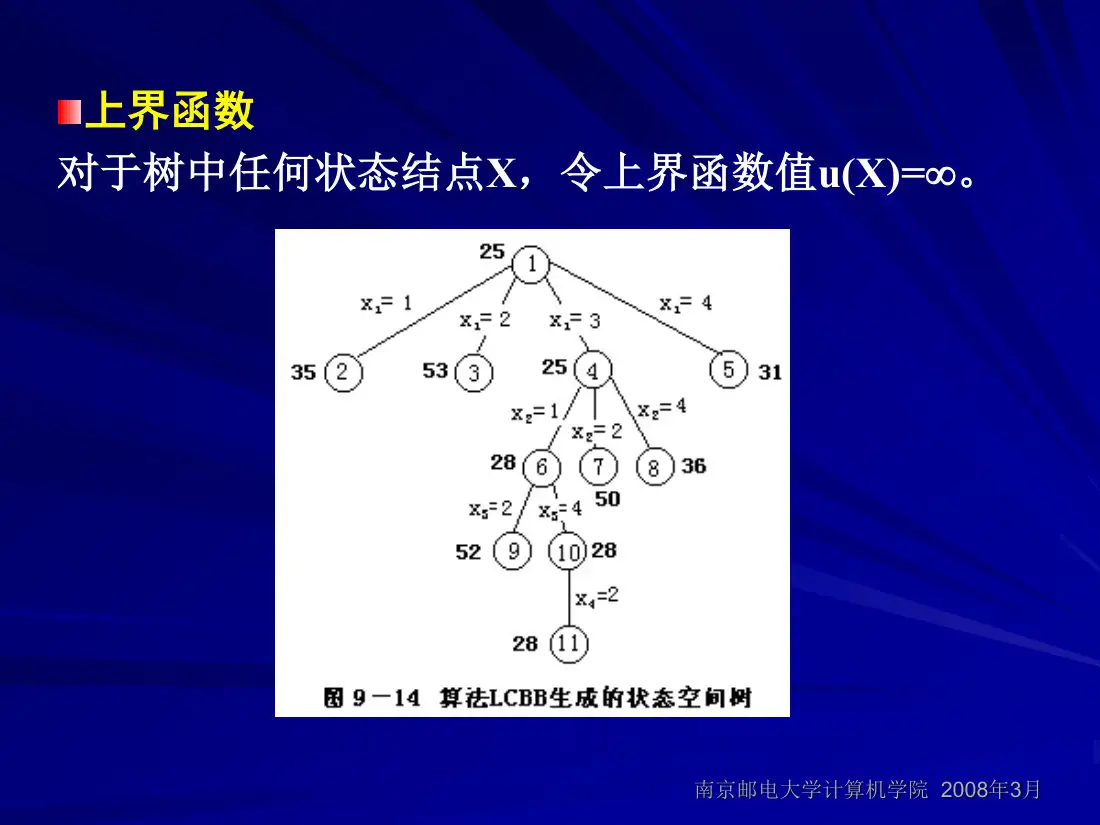 上界函数
对于树中任何状态结点X，令上界函数值u(X)=∞。
25 1
x₁= 1 x₁= 2 x₁= 3 x₁= 4
35 2 53 3 25 4 5 31
x₂=1 x₂=2 x₂=4
28 6 7 8 36
50
x₃=2 x₃=4
52 9 10 28
x₄=2
28 11
图 9－14 算法LCBB生成的状态空间树
南京邮电大学计算机学院 2008年3月